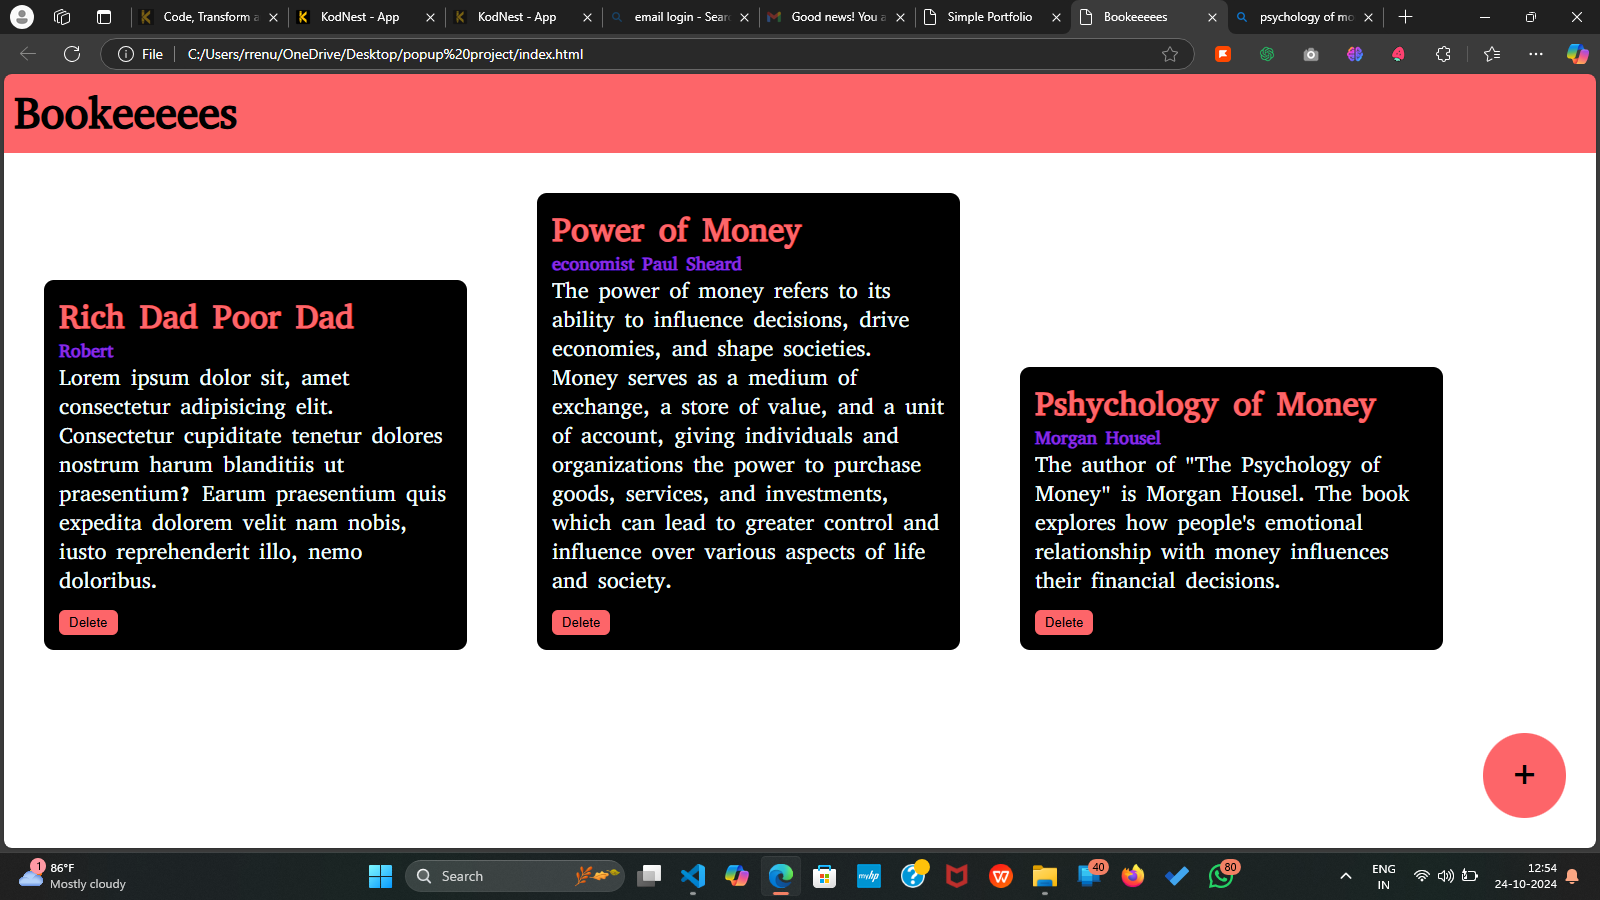 Code, Transform a
KodNest - App
KodNest - App
email login - Sear
Good news! You a
Simple Portfolio
Bookeeeees
psychology of mo
File
C:/Users/rrenu/OneDrive/Desktop/popup%20project/index.html
Bookeeeees
Rich Dad Poor Dad
Robert
Lorem ipsum dolor sit, amet
consectetur adipisicing elit.
Consectetur cupiditate tenetur dolores
nostrum harum blanditiis ut
praesentium? Earum praesentium quis
expedita dolorem velit nam nobis,
iusto reprehenderit illo, nemo
doloribus.
Delete
Power of Money
economist Paul Sheard
The power of money refers to its
ability to influence decisions, drive
economies, and shape societies.
Money serves as a medium of
exchange, a store of value, and a unit
of account, giving individuals and
organizations the power to purchase
goods, services, and investments,
which can lead to greater control and
influence over various aspects of life
and society.
Delete
Pshychology of Money
Morgan Housel
The author of "The Psychology of
Money" is Morgan Housel. The book
explores how people's emotional
relationship with money influences
their financial decisions.
Delete
+
1
86°F
Mostly cloudy
Search
myhp
40
80
ENG
IN
12:54
24-10-2024